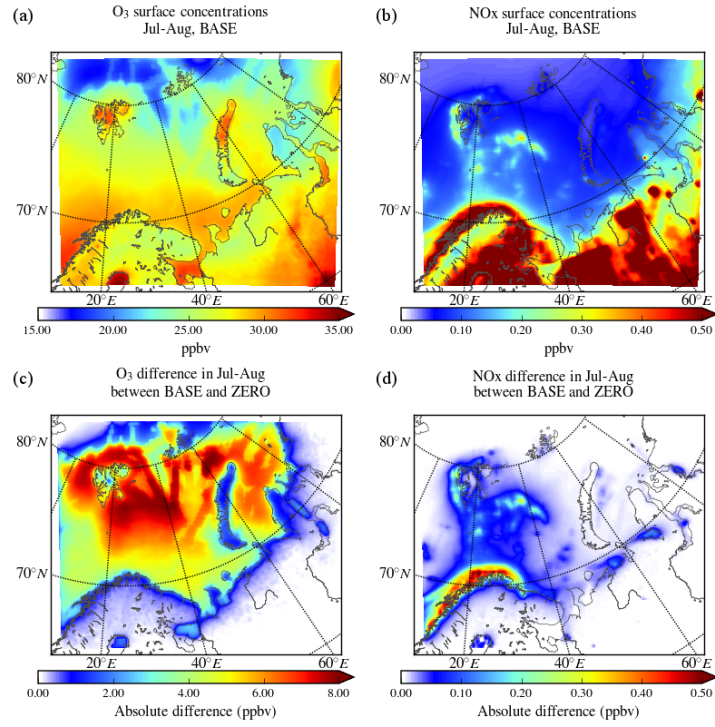 (a)
O₃ surface concentrations
Jul-Aug, BASE
80°N
70°N
20°E
40°E
60°E
15.00 20.00 25.00 30.00 35.00
ppbv
(b)
NOx surface concentrations
Jul-Aug, BASE
80°N
70°N
20°E
40°E
60°E
0.00 0.10 0.20 0.30 0.40 0.50
ppbv
(c)
O₃ difference in Jul-Aug
between BASE and ZERO
80°N
70°N
20°E
40°E
60°E
0.00 2.00 4.00 6.00 8.00
Absolute difference (ppbv)
(d)
NOx difference in Jul-Aug
between BASE and ZERO
80°N
70°N
20°E
40°E
60°E
0.00 0.10 0.20 0.30 0.40 0.50
Absolute difference (ppbv)